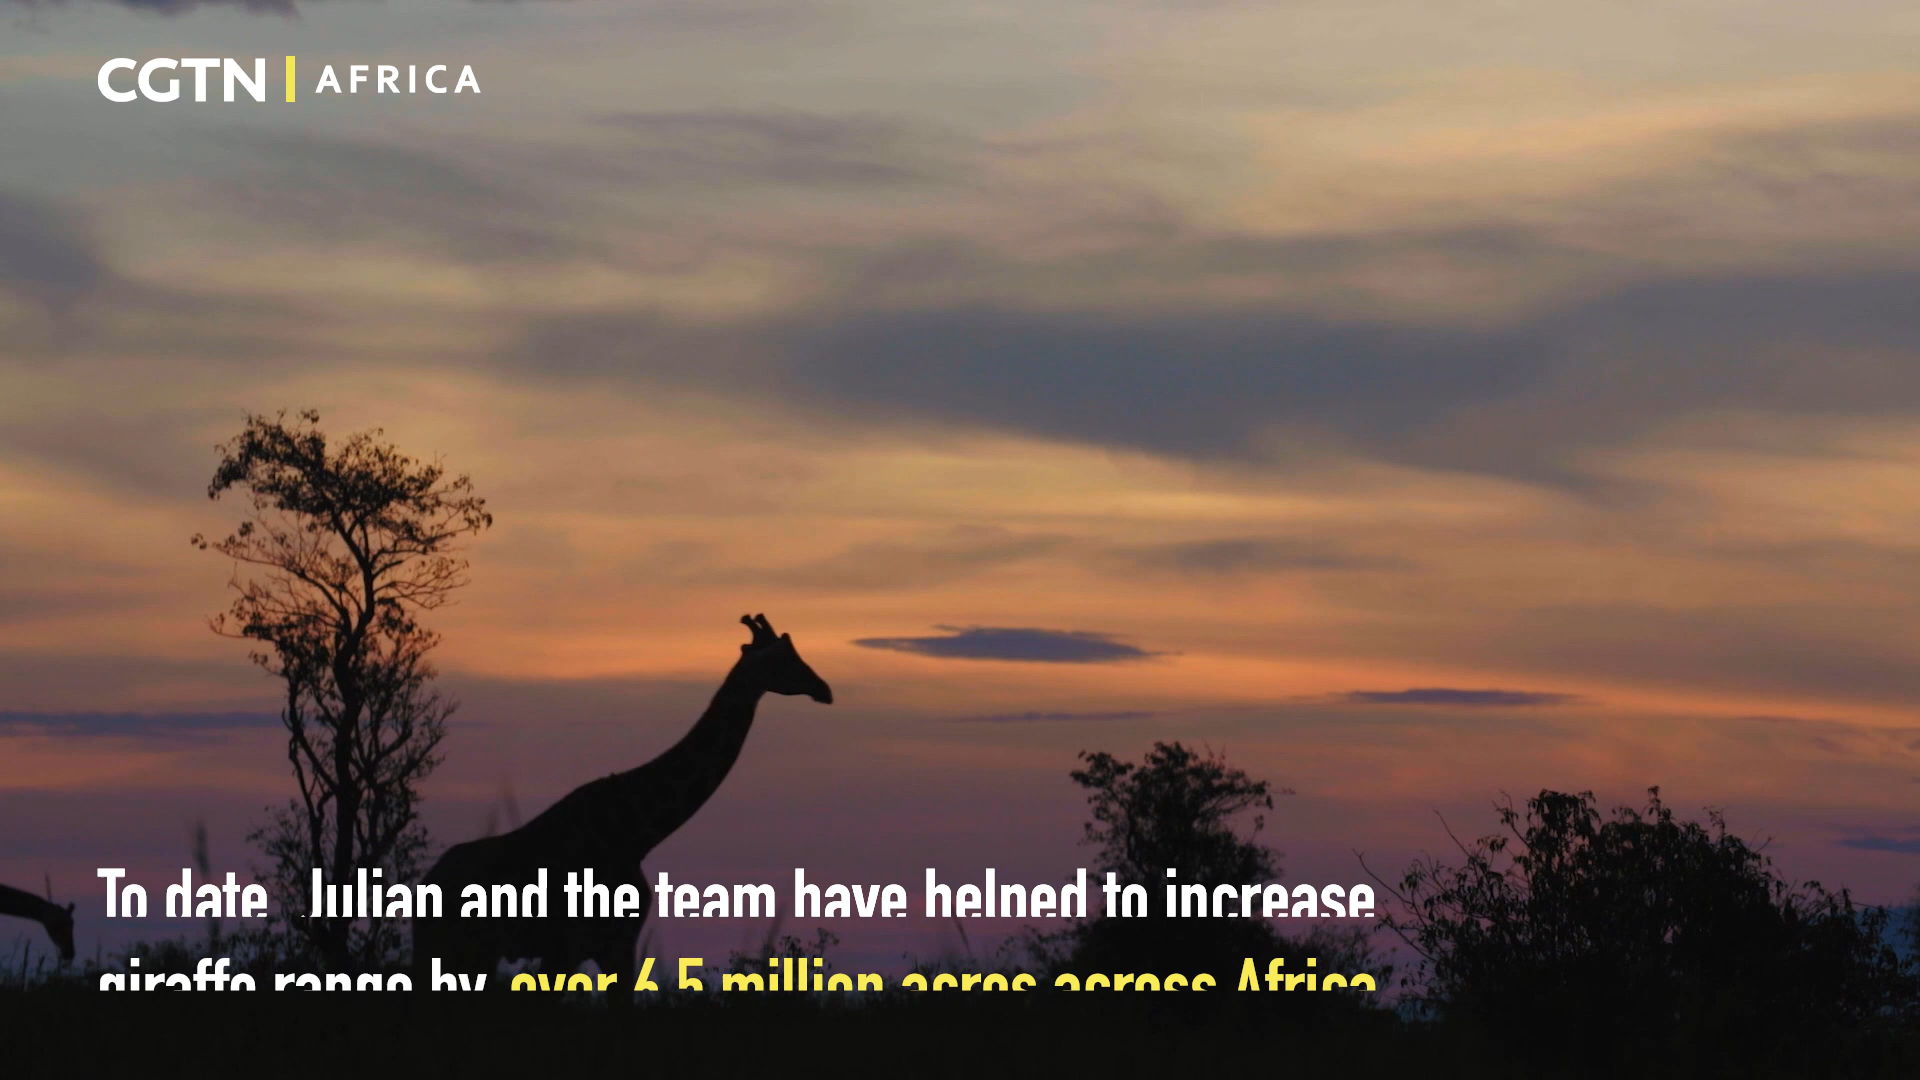 CGTN | AFRICA
To date, Julian and the team have helped to increase
giraffe range by over 6.5 million acres across Africa